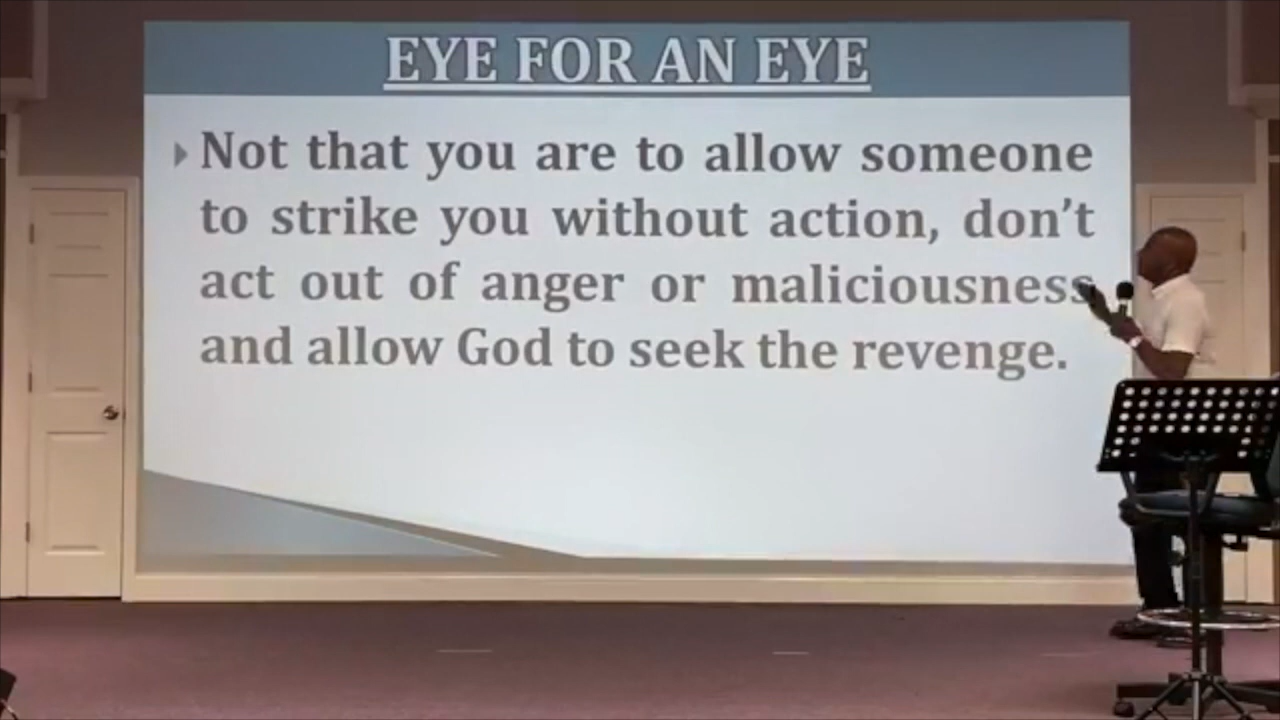 EYE FOR AN EYE
Not that you are to allow someone
to strike you without action, don’t
act out of anger or maliciousness
and allow God to seek the revenge.